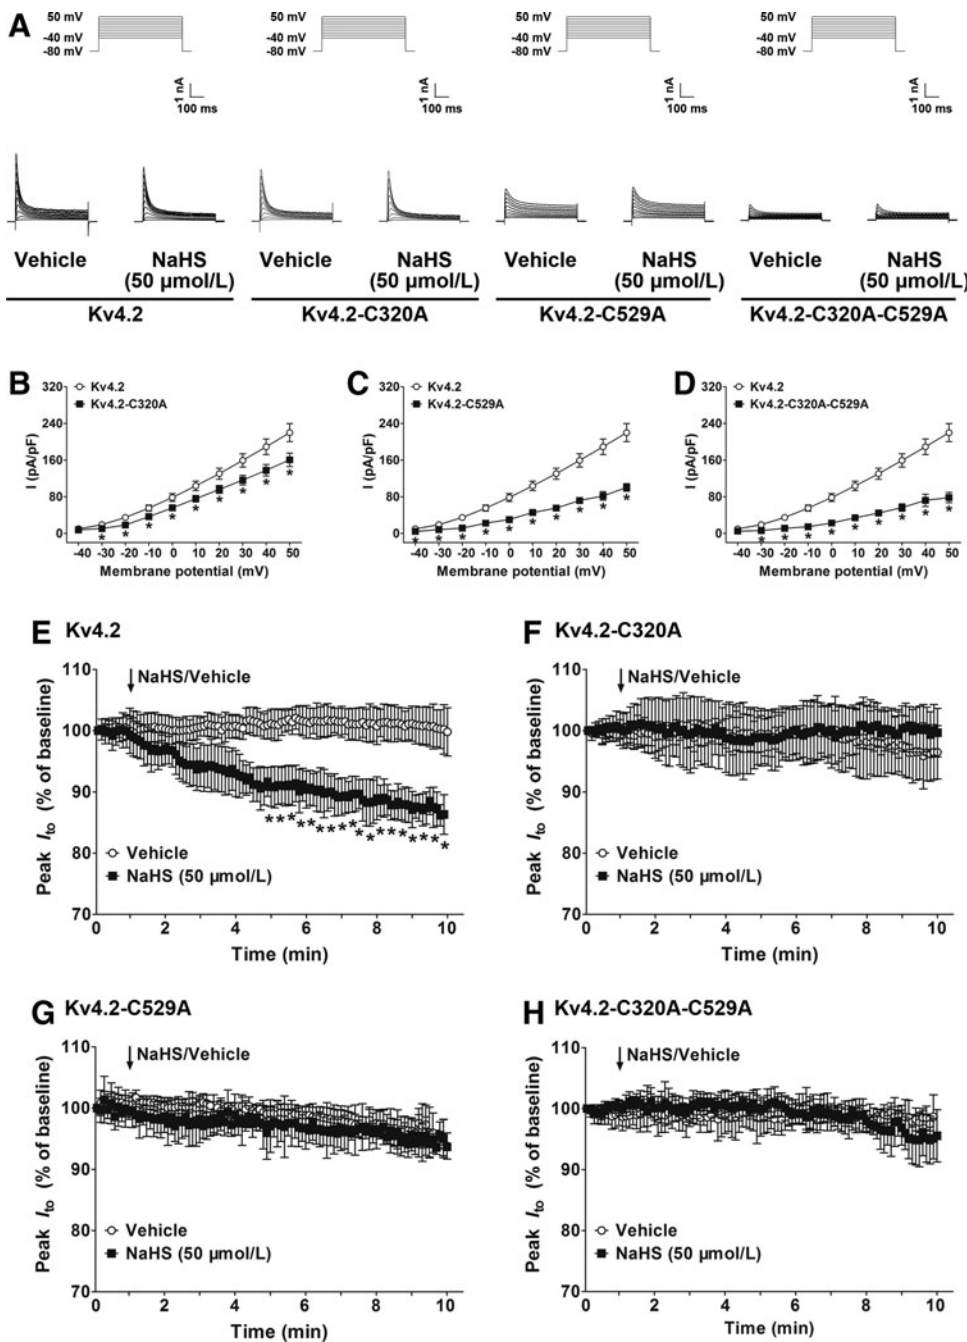 A
50 mV
-40 mV
-80 mV
50 mV
-40 mV
-80 mV
50 mV
-40 mV
-80 mV
50 mV
-40 mV
-80 mV
1 nA
100 ms
1 nA
100 ms
1 nA
100 ms
1 nA
100 ms
Vehicle
NaHS
(50 µmol/L)
Vehicle
NaHS
(50 µmol/L)
Vehicle
NaHS
(50 µmol/L)
Vehicle
NaHS
(50 µmol/L)
Kv4.2
Kv4.2-C320A
Kv4.2-C529A
Kv4.2-C320A-C529A
B
Kv4.2
Kv4.2-C320A
I (pA/pF)
320
240
160
80
0
* * * * * * * * *
-40 -30 -20 -10 0 10 20 30 40 50
Membrane potential (mV)
C
Kv4.2
Kv4.2-C529A
I (pA/pF)
320
240
160
80
0
* * * * * * * * * *
-40 -30 -20 -10 0 10 20 30 40 50
Membrane potential (mV)
D
Kv4.2
Kv4.2-C320A-C529A
I (pA/pF)
320
240
160
80
0
* * * * * * * * *
-40 -30 -20 -10 0 10 20 30 40 50
Membrane potential (mV)
E Kv4.2
NaHS/Vehicle
Peak Ito (% of baseline)
110
100
90
80
70
* * * * * * * * * * * * * * * * * *
Vehicle
NaHS (50 µmol/L)
0 2 4 6 8 10
Time (min)
F Kv4.2-C320A
NaHS/Vehicle
Peak Ito (% of baseline)
110
100
90
80
70
Vehicle
NaHS (50 µmol/L)
0 2 4 6 8 10
Time (min)
G Kv4.2-C529A
NaHS/Vehicle
Peak Ito (% of baseline)
110
100
90
80
70
Vehicle
NaHS (50 µmol/L)
0 2 4 6 8 10
Time (min)
H Kv4.2-C320A-C529A
NaHS/Vehicle
Peak Ito (% of baseline)
110
100
90
80
70
Vehicle
NaHS (50 µmol/L)
0 2 4 6 8 10
Time (min)